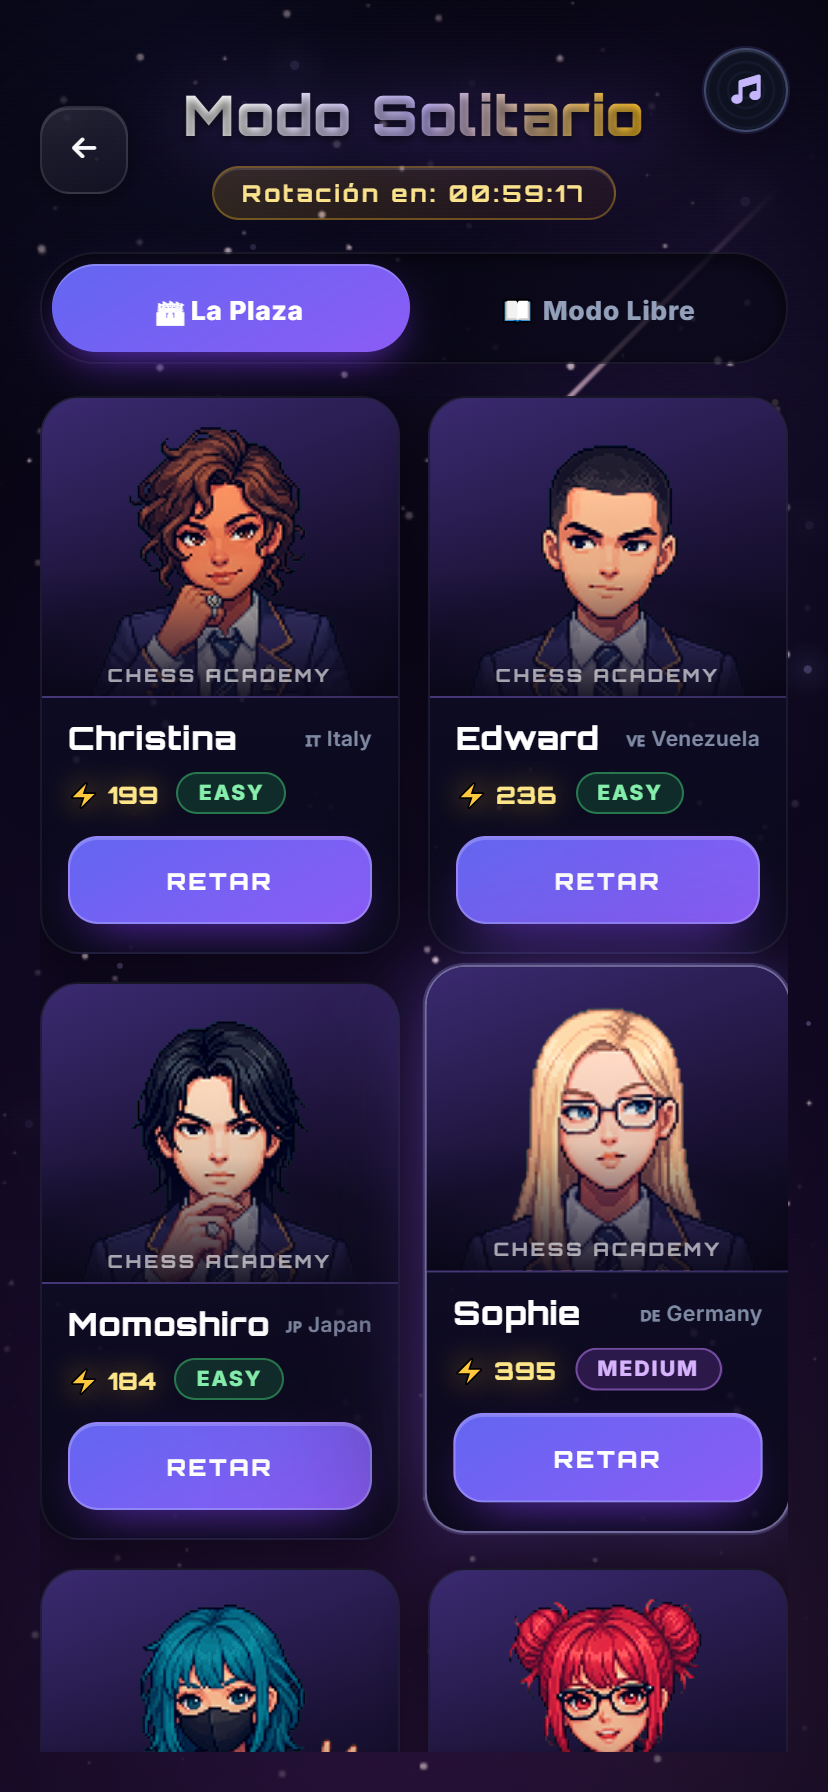 Modo Solitario
Rotación en: 00:59:17
La Plaza
Modo Libre
CHESS ACADEMY
Christina
IT Italy
199
EASY
RETAR
CHESS ACADEMY
Edward
VE Venezuela
236
EASY
RETAR
CHESS ACADEMY
Momoshiro
JP Japan
184
EASY
RETAR
CHESS ACADEMY
Sophie
DE Germany
395
MEDIUM
RETAR